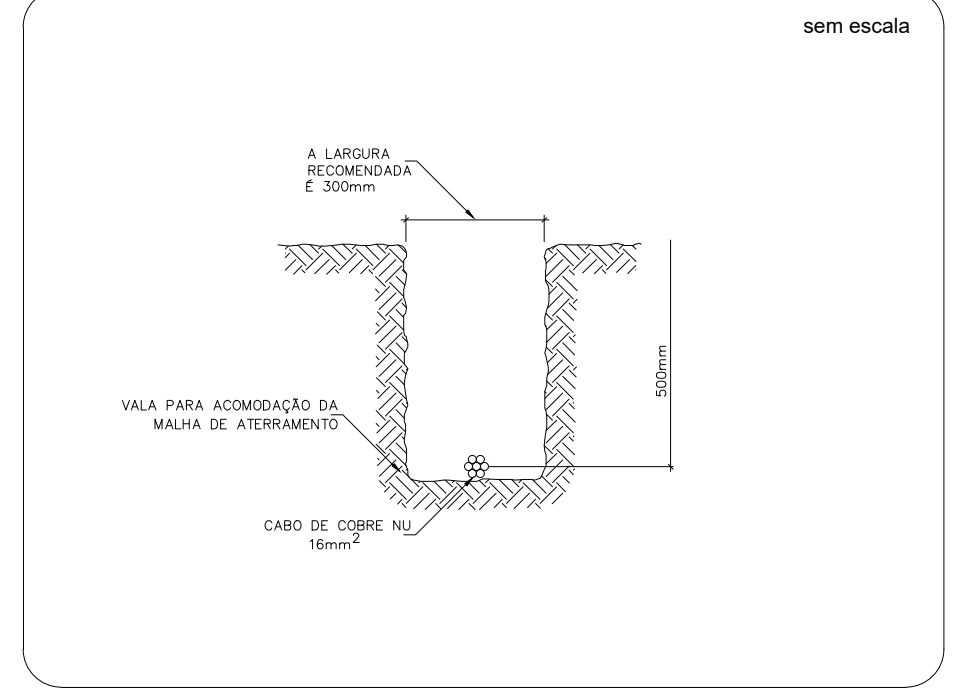 sem escala
A LARGURA
RECOMENDADA
É 300mm
500mm
VALA PARA ACOMODAÇÃO DA
MALHA DE ATERRAMENTO
CABO DE COBRE NU
16mm²